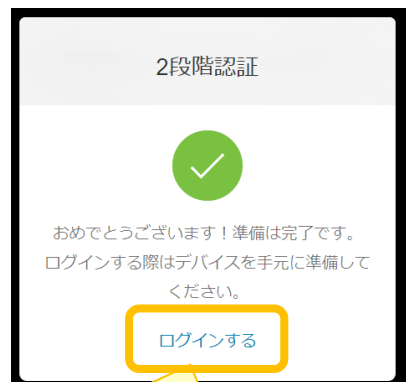 2段階認証
おめでとうございます！準備は完了です。
ログインする際はデバイスを手元に準備して
ください。
ログインする